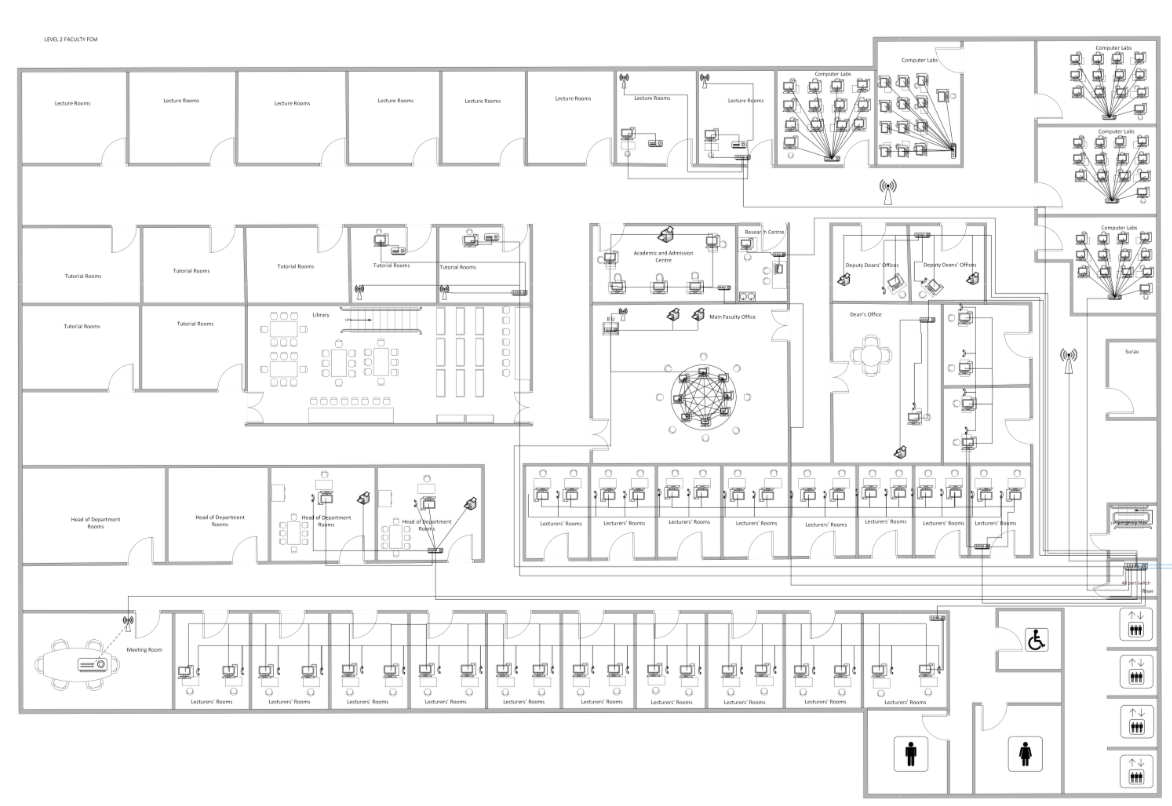 LEVEL 2 FACULTY FCM
Computer Labs
Computer Labs
Computer Labs
Lecture Rooms
Lecture Rooms
Lecture Rooms
Lecture Rooms
Lecture Rooms
Lecture Rooms
Lecture Rooms
Lecture Rooms
Computer Labs
Computer Labs
Research Centre
Academic and Admission
Centre
Tutorial Rooms
Tutorial Rooms
Tutorial Rooms
Tutorial Rooms
Tutorial Rooms
Deputy Deans' Offices
Deputy Deans' Offices
Library
Main Faculty Office
Dean's Office
Tutorial Rooms
Tutorial Rooms
Surau
Head of Department
Rooms
Head of Department
Rooms
Head of Department
Rooms
Head of Department
Rooms
Lecturers' Rooms
Lecturers' Rooms
Lecturers' Rooms
Lecturers' Rooms
Lecturers' Rooms
Lecturers' Rooms
Lecturers' Rooms
Lecturers' Rooms
Meeting Room
Lecturers' Rooms
Lecturers' Rooms
Lecturers' Rooms
Lecturers' Rooms
Lecturers' Rooms
Lecturers' Rooms
Lecturers' Rooms
Lecturers' Rooms
Lecturers' Rooms
Lecturers' Rooms